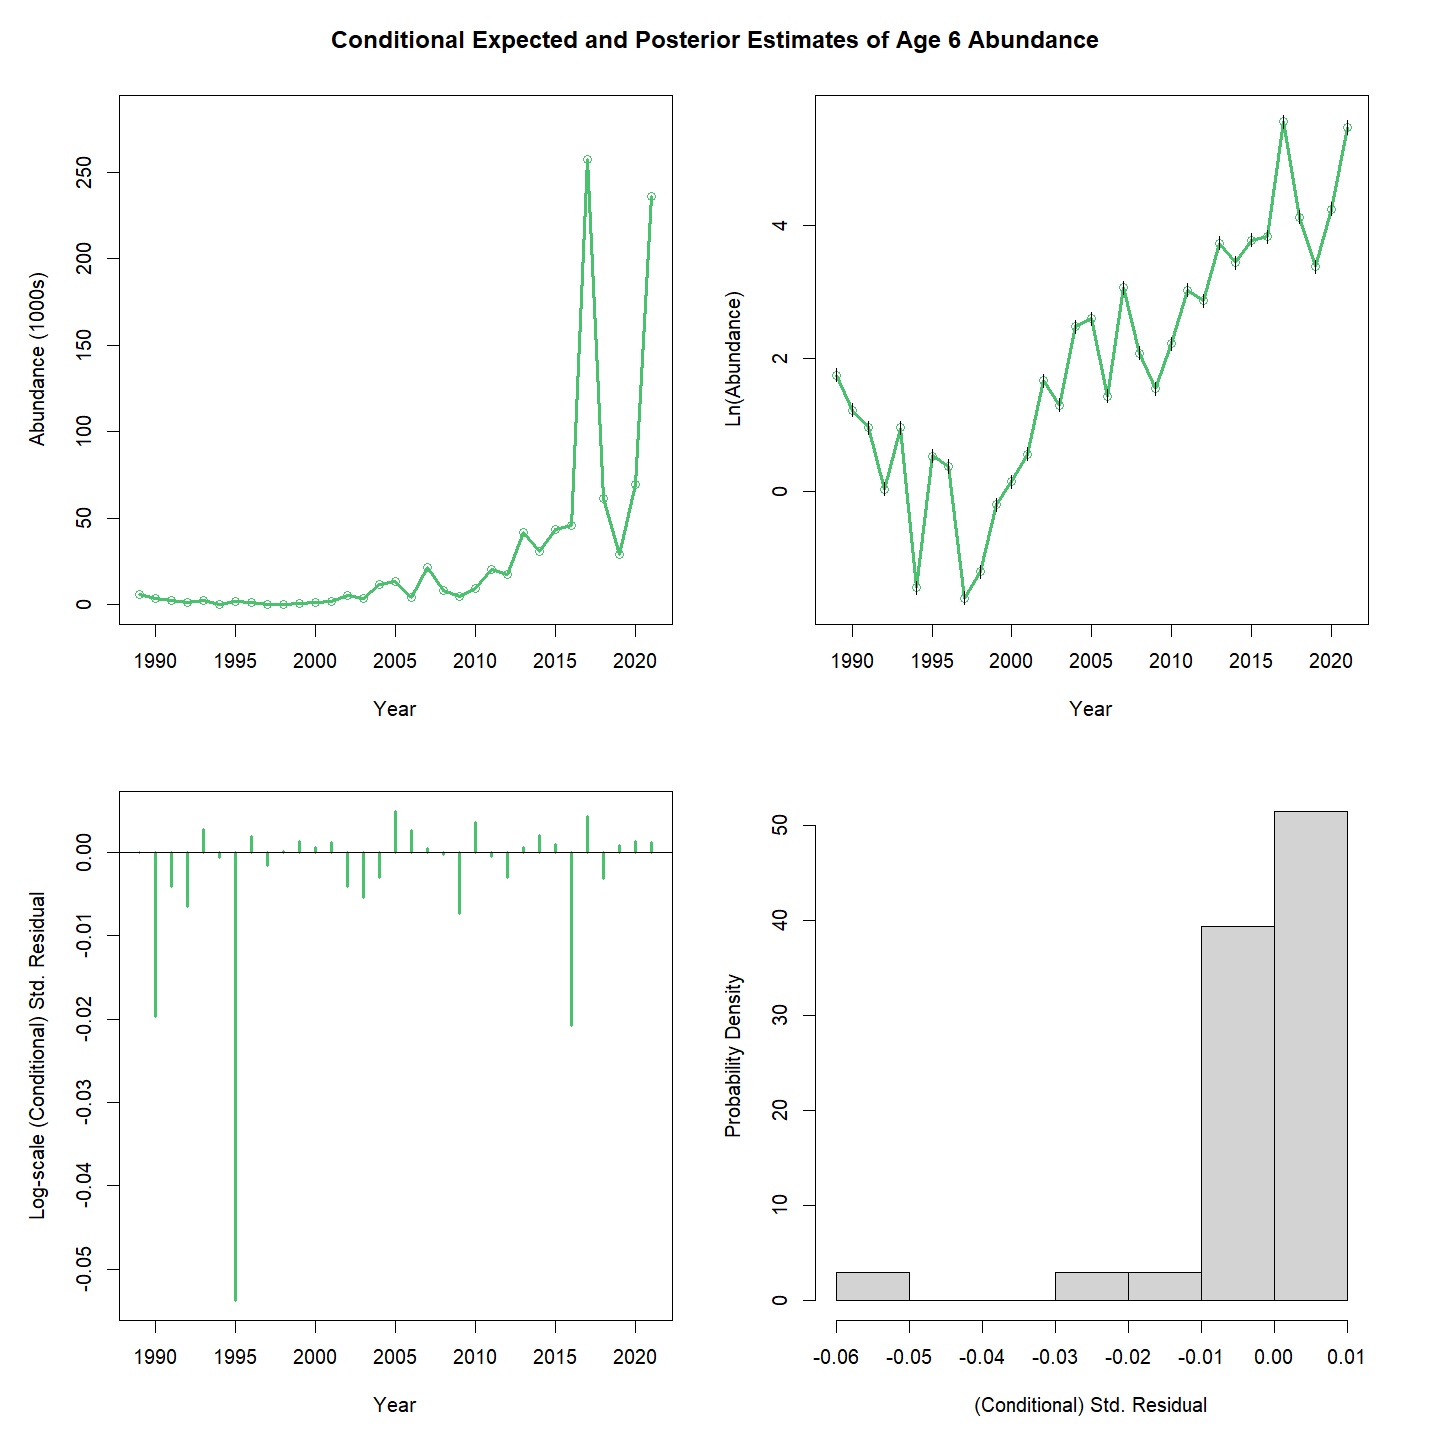 Conditional Expected and Posterior Estimates of Age 6 Abundance
Abundance (1000s)
250
200
150
100
50
0
1990 1995 2000 2005 2010 2015 2020
Year
Ln(Abundance)
4
2
0
1990 1995 2000 2005 2010 2015 2020
Year
Log-scale (Conditional) Std. Residual
0.00
-0.01
-0.02
-0.03
-0.04
-0.05
1990 1995 2000 2005 2010 2015 2020
Year
Probability Density
50
40
30
20
10
0
-0.06 -0.05 -0.04 -0.03 -0.02 -0.01 0.00 0.01
(Conditional) Std. Residual